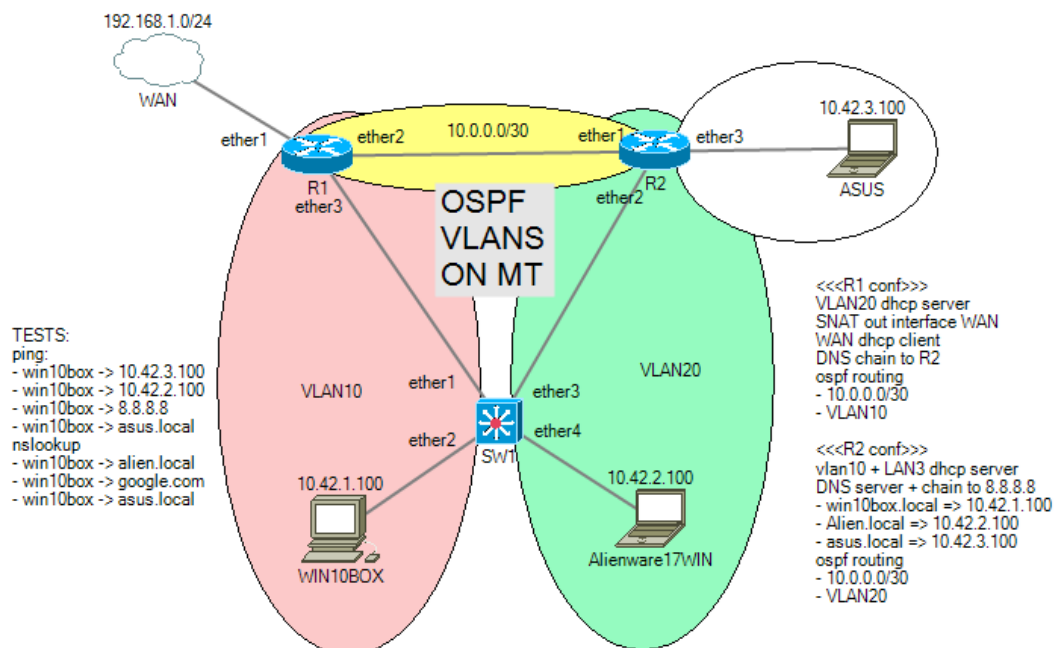 192.168.1.0/24
WAN
ether1
ether2
10.0.0.0/30
ether1
ether3
10.42.3.100
ASUS
R1
ether3
R2
ether2
OSPF
VLANS
ON MT
<<<R1 conf>>>
VLAN20 dhcp server
SNAT out interface WAN
WAN dhcp client
DNS chain to R2
ospf routing
- 10.0.0.0/30
- VLAN10
<<<R2 conf>>>
vlan10 + LAN3 dhcp server
DNS server + chain to 8.8.8.8
- win10box.local => 10.42.1.100
- Alien.local => 10.42.2.100
- asus.local => 10.42.3.100
ospf routing
- 10.0.0.0/30
- VLAN20
TESTS:
ping:
- win10box -> 10.42.3.100
- win10box -> 10.42.2.100
- win10box -> 8.8.8.8
- win10box -> asus.local
nslookup
- win10box -> alien.local
- win10box -> google.com
- win10box -> asus.local
VLAN10
VLAN20
ether1
ether3
ether2
ether4
SW1
10.42.1.100
WIN10BOX
10.42.2.100
Alienware17WIN